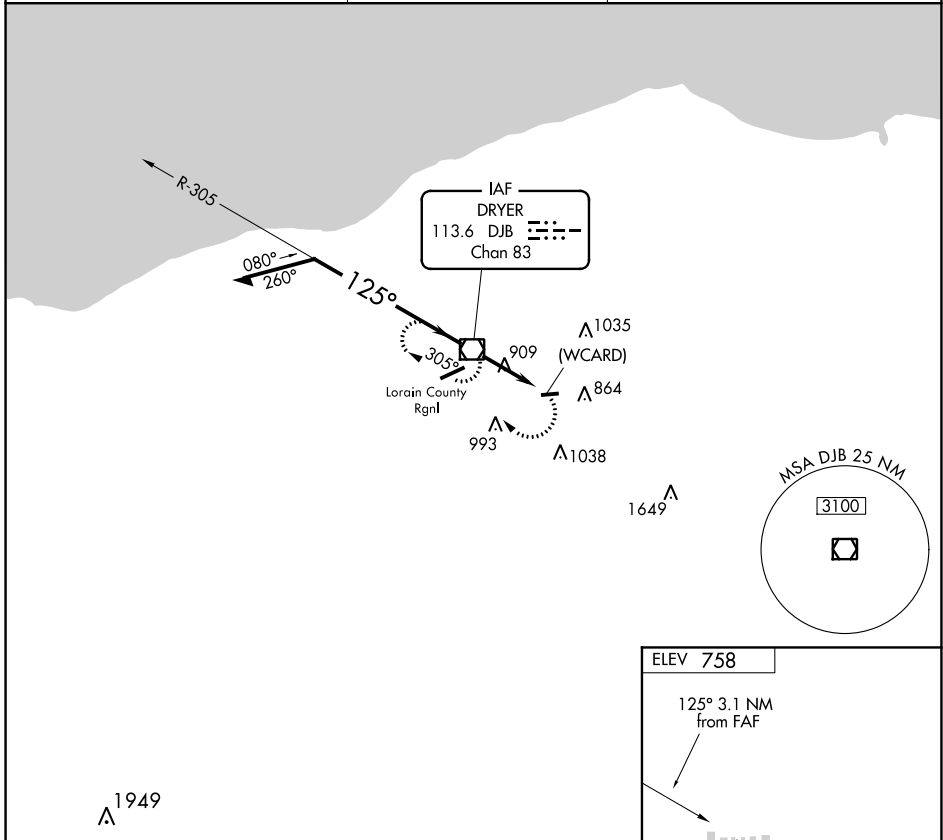 R-305
IAF
DRYER
113.6 DJB
Chan 83
080°
260°
125°
1035
909
(WCARD)
305°
864
Lorain County
Rgnl
993
1038
1649
MSA DJB 25 NM
3100
ELEV 758
125° 3.1 NM
from FAF
1949